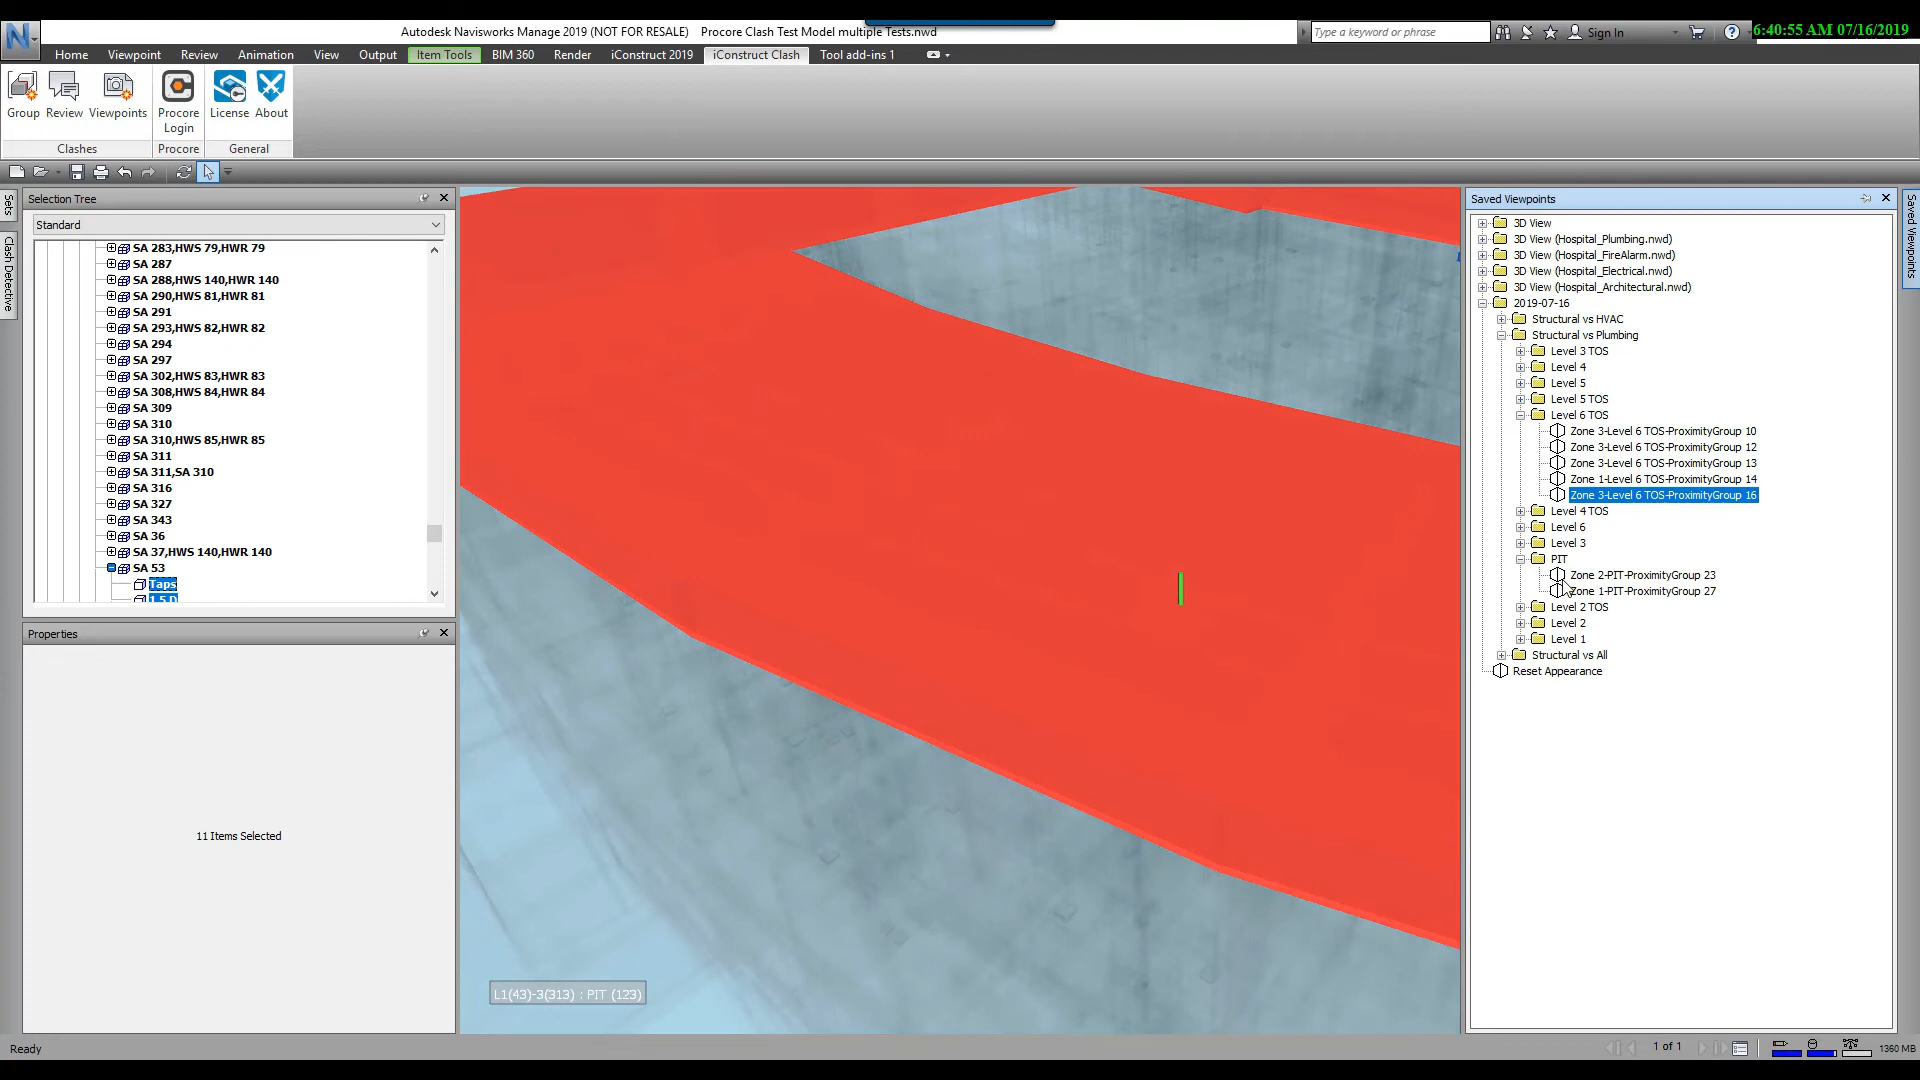 Autodesk Navisworks Manage 2019 (NOT FOR RESALE) Procore Clash Test Model multiple Tests.nwd
Type a keyword or phrase
Sign In
6:40:55 AM 07/16/2019
Home Viewpoint Review Animation View Output Item Tools BIM 360 Render iConstruct 2019 iConstruct Clash Tool add-ins 1
Group Review Viewpoints Procore Login License About
Clashes Procore General
Sets
Clash Detective
Selection Tree
Standard
SA 283,HWS 79,HWR 79
SA 287
SA 288,HWS 140,HWR 140
SA 290,HWS 81,HWR 81
SA 291
SA 293,HWS 82,HWR 82
SA 294
SA 297
SA 302,HWS 83,HWR 83
SA 308,HWS 84,HWR 84
SA 309
SA 310
SA 310,HWS 85,HWR 85
SA 311
SA 311,SA 310
SA 316
SA 327
SA 343
SA 36
SA 37,HWS 140,HWR 140
SA 53
Taps
1.5 D
Properties
11 Items Selected
L1(43)-3(313) : PIT (123)
Saved Viewpoints
3D View
3D View (Hospital_Plumbing.nwd)
3D View (Hospital_FireAlarm.nwd)
3D View (Hospital_Electrical.nwd)
3D View (Hospital_Architectural.nwd)
2019-07-16
Structural vs HVAC
Structural vs Plumbing
Level 3 TOS
Level 4
Level 5
Level 5 TOS
Level 6 TOS
Zone 3-Level 6 TOS-ProximityGroup 10
Zone 3-Level 6 TOS-ProximityGroup 12
Zone 3-Level 6 TOS-ProximityGroup 13
Zone 1-Level 6 TOS-ProximityGroup 14
Zone 3-Level 6 TOS-ProximityGroup 16
Level 4 TOS
Level 6
Level 3
PIT
Zone 2-PIT-ProximityGroup 23
Zone 1-PIT-ProximityGroup 27
Level 2 TOS
Level 2
Level 1
Structural vs All
Reset Appearance
Saved Viewpoints
Ready
1 of 1
1360 MB